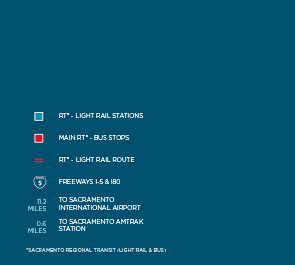 RT* - LIGHT RAIL STATIONS
MAIN RT* - BUS STOPS
RT* - LIGHT RAIL ROUTE
5 FREEWAYS I-5 & I80
11.2 MILES TO SACRAMENTO
INTERNATIONAL AIRPORT
0.6 MILES TO SACRAMENTO AMTRAK
STATION
*SACRAMENTO REGIONAL TRANSIT (LIGHT RAIL & BUS)